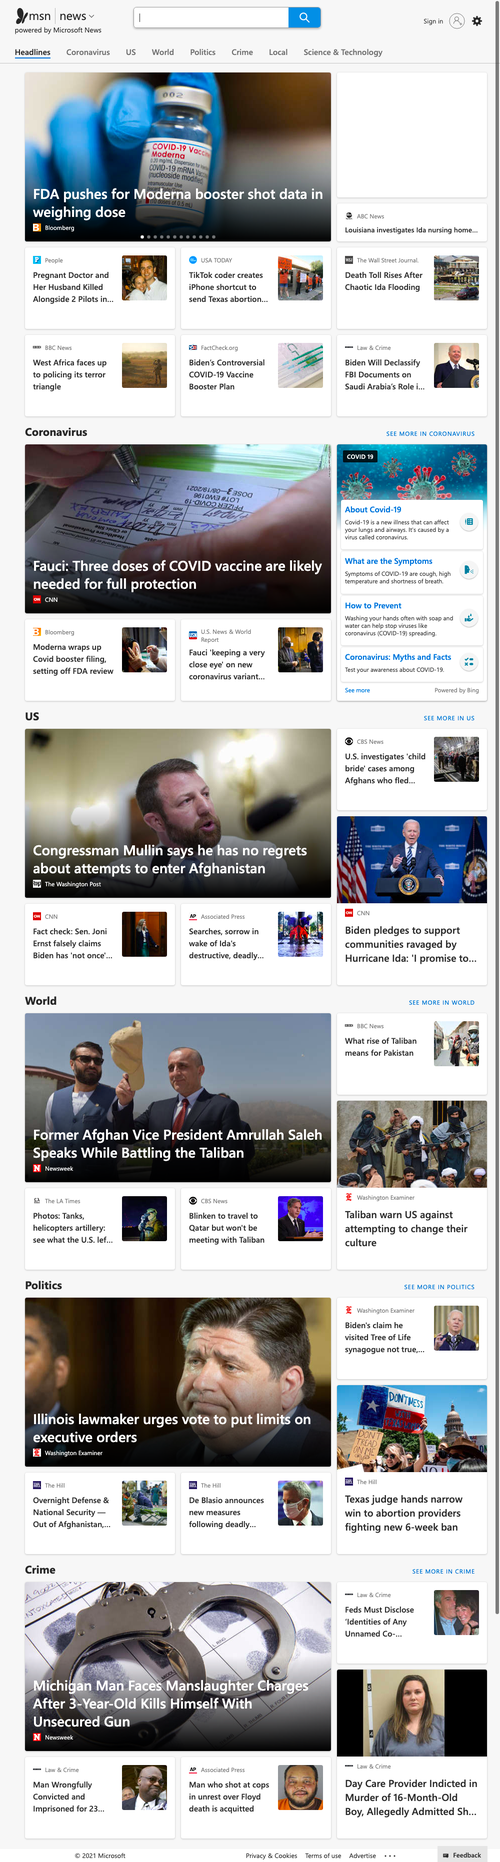 msn | news
powered by Microsoft News
Sign in
Headlines Coronavirus US World Politics Crime Local Science & Technology
FDA pushes for Moderna booster shot data in
weighing dose
Bloomberg
ABC News
Louisiana investigates Ida nursing home...
People
Pregnant Doctor and
Her Husband Killed
Alongside 2 Pilots in...
USA TODAY
TikTok coder creates
iPhone shortcut to
send Texas abortion...
The Wall Street Journal.
Death Toll Rises After
Chaotic Ida Flooding
BBC News
West Africa faces up
to policing its terror
triangle
FactCheck.org
Biden's Controversial
COVID-19 Vaccine
Booster Plan
Law & Crime
Biden Will Declassify
FBI Documents on
Saudi Arabia's Role i...
Coronavirus
SEE MORE IN CORONAVIRUS
Fauci: Three doses of COVID vaccine are likely
needed for full protection
CNN
COVID 19
About Covid-19
Covid-19 is a new illness that can affect
your lungs and airways. It's caused by a
virus called coronavirus.
What are the Symptoms
Symptoms of COVID-19 are cough, high
temperature and shortness of breath.
How to Prevent
Washing your hands often with soap and
water can help stop viruses like
coronavirus (COVID-19) spreading.
Coronavirus: Myths and Facts
Test your awareness about COVID-19.
See more
Powered by Bing
Bloomberg
Moderna wraps up
Covid booster filing,
setting off FDA review
U.S. News & World
Report
Fauci 'keeping a very
close eye' on new
coronavirus variant...
US
SEE MORE IN US
Congressman Mullin says he has no regrets
about attempts to enter Afghanistan
The Washington Post
CBS News
U.S. investigates 'child
bride' cases among
Afghans who fled...
CNN
Biden pledges to support
communities ravaged by
Hurricane Ida: 'I promise to...
CNN
Fact check: Sen. Joni
Ernst falsely claims
Biden has 'not once'...
Associated Press
Searches, sorrow in
wake of Ida's
destructive, deadly...
World
SEE MORE IN WORLD
Former Afghan Vice President Amrullah Saleh
Speaks While Battling the Taliban
Newsweek
BBC News
What rise of Taliban
means for Pakistan
Washington Examiner
Taliban warn US against
attempting to change their
culture
The LA Times
Photos: Tanks,
helicopters artillery:
see what the U.S. lef...
CBS News
Blinken to travel to
Qatar but won't be
meeting with Taliban
Politics
SEE MORE IN POLITICS
Illinois lawmaker urges vote to put limits on
executive orders
Washington Examiner
Washington Examiner
Biden's claim he
visited Tree of Life
synagogue not true,...
The Hill
Texas judge hands narrow
win to abortion providers
fighting new 6-week ban
The Hill
Overnight Defense &
National Security —
Out of Afghanistan,...
The Hill
De Blasio announces
new measures
following deadly...
Crime
SEE MORE IN CRIME
Michigan Man Faces Manslaughter Charges
After 3-Year-Old Kills Himself With
Unsecured Gun
Newsweek
Law & Crime
Feds Must Disclose
'Identities of Any
Unnamed Co-...
Law & Crime
Day Care Provider Indicted in
Murder of 16-Month-Old
Boy, Allegedly Admitted Sh...
Law & Crime
Man Wrongfully
Convicted and
Imprisoned for 23...
Associated Press
Man who shot at cops
in unrest over Floyd
death is acquitted
© 2021 Microsoft
Privacy & Cookies Terms of use Advertise ...
Feedback